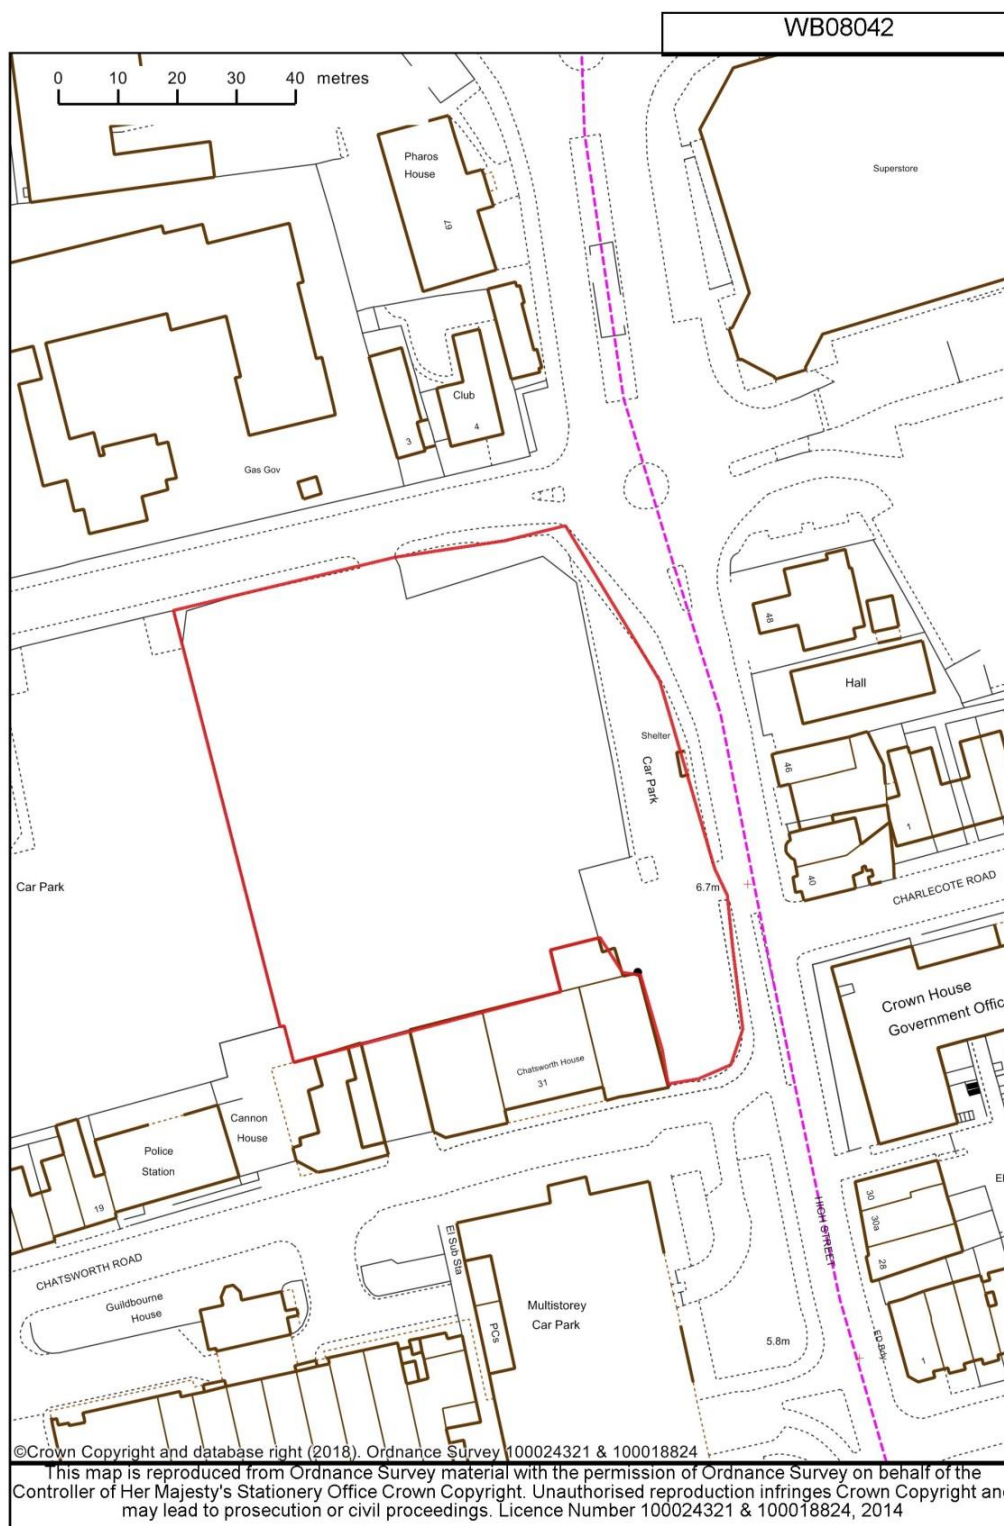 WB08042
0 10 20 30 40 metres
Pharos
House
67
Superstore
Club
4
3
Gas Gov
48
Hall
Shelter
Car Park
46
1
40
Car Park
6.7m
CHARLECOTE ROAD
Crown House
Government Offic
Chatsworth House
31
Cannon
House
Police
Station
19
El Sub Sta
HIGH STREET
30
30a
28
El
CHATSWORTH ROAD
Guildbourne
House
PCs
Multistorey
Car Park
5.8m
ED Bdy
1
©Crown Copyright and database right (2018). Ordnance Survey 100024321 & 100018824
This map is reproduced from Ordnance Survey material with the permission of Ordnance Survey on behalf of the
Controller of Her Majesty's Stationery Office Crown Copyright. Unauthorised reproduction infringes Crown Copyright and
may lead to prosecution or civil proceedings. Licence Number 100024321 & 100018824, 2014